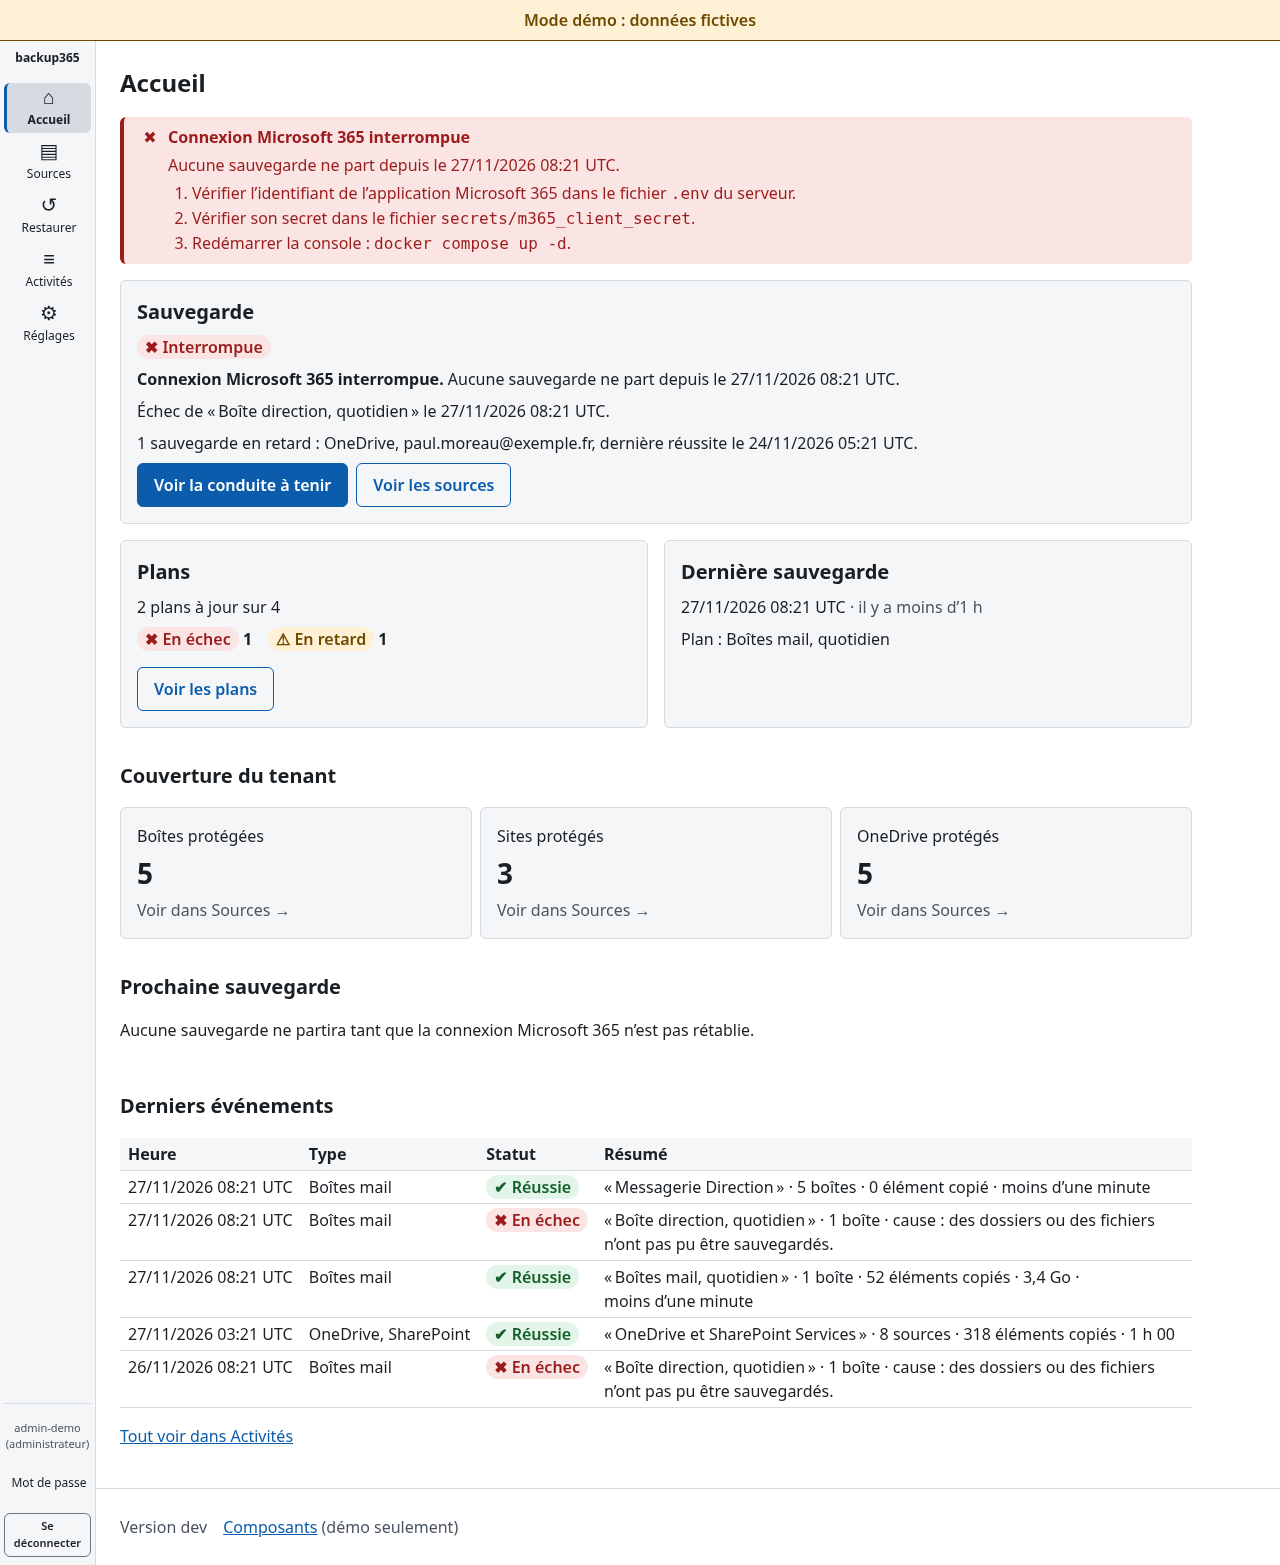 Mode démo : données fictives
backup365
Accueil
Sources
Restaurer
Activités
Réglages
Accueil
✖ Connexion Microsoft 365 interrompue
Aucune sauvegarde ne part depuis le 27/11/2026 08:21 UTC.
1. Vérifier l’identifiant de l’application Microsoft 365 dans le fichier .env du serveur.
2. Vérifier son secret dans le fichier secrets/m365_client_secret.
3. Redémarrer la console : docker compose up -d.
Sauvegarde
✖ Interrompue
Connexion Microsoft 365 interrompue. Aucune sauvegarde ne part depuis le 27/11/2026 08:21 UTC.
Échec de « Boîte direction, quotidien » le 27/11/2026 08:21 UTC.
1 sauvegarde en retard : OneDrive, paul.moreau@exemple.fr, dernière réussite le 24/11/2026 05:21 UTC.
Voir la conduite à tenir
Voir les sources
Plans
2 plans à jour sur 4
✖ En échec 1 ⚠ En retard 1
Voir les plans
Dernière sauvegarde
27/11/2026 08:21 UTC · il y a moins d’1 h
Plan : Boîtes mail, quotidien
Couverture du tenant
Boîtes protégées
5
Voir dans Sources →
Sites protégés
3
Voir dans Sources →
OneDrive protégés
5
Voir dans Sources →
Prochaine sauvegarde
Aucune sauvegarde ne partira tant que la connexion Microsoft 365 n’est pas rétablie.
Derniers événements
Heure Type Statut Résumé
27/11/2026 08:21 UTC Boîtes mail ✔ Réussie « Messagerie Direction » · 5 boîtes · 0 élément copié · moins d’une minute
27/11/2026 08:21 UTC Boîtes mail ✖ En échec « Boîte direction, quotidien » · 1 boîte · cause : des dossiers ou des fichiers
n’ont pas pu être sauvegardés.
27/11/2026 08:21 UTC Boîtes mail ✔ Réussie « Boîtes mail, quotidien » · 1 boîte · 52 éléments copiés · 3,4 Go ·
moins d’une minute
27/11/2026 03:21 UTC OneDrive, SharePoint ✔ Réussie « OneDrive et SharePoint Services » · 8 sources · 318 éléments copiés · 1 h 00
26/11/2026 08:21 UTC Boîtes mail ✖ En échec « Boîte direction, quotidien » · 1 boîte · cause : des dossiers ou des fichiers
n’ont pas pu être sauvegardés.
Tout voir dans Activités
admin-demo
(administrateur)
Mot de passe
Se
déconnecter
Version dev Composants (démo seulement)